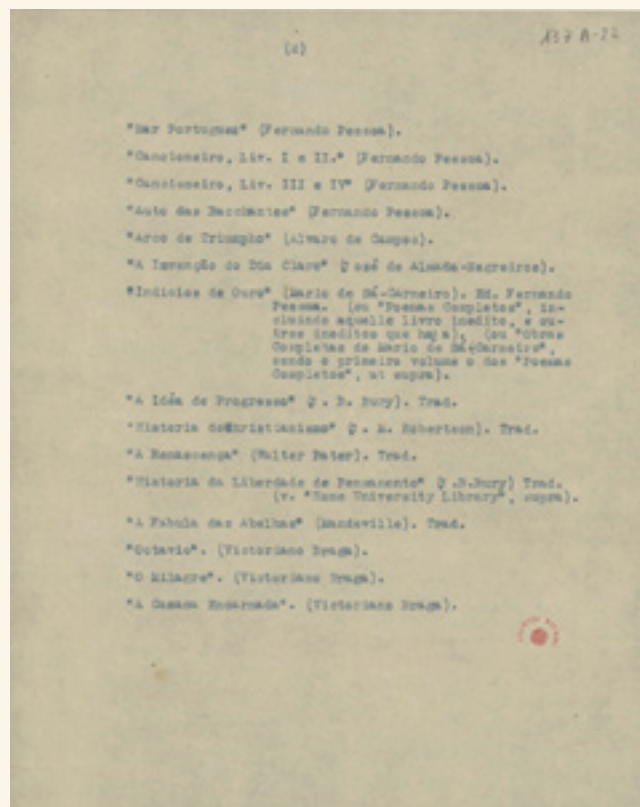 (2)
137 A-22
"Mar Portuguez" (Fernando Pessoa).
"Cancioneiro, Liv. I e II." (Fernando Pessoa).
"Cancioneiro, Liv. III e IV" (Fernando Pessoa).
"Auto das Bacchantes" (Fernando Pessoa).
"Arco de Triumpho" (Alvaro de Campos).
"A Invenção do Dia Claro" (José de Almada-Negreiros).
"Indicios de Ouro" (Mario de Sá-Carneiro). Ed. Fernando
Pessoa. (ou "Poemas Completos", in-
cluindo aquelle livro inedito, e ou-
tros ineditos que haja), (ou "Obras
Completas de Mario de Sá-Carneiro",
sendo o primeiro volume o dos "Poemas
Completos", ut supra).
"A Idéa de Progresso" (J. B. Bury). Trad.
"Historia do Christianismo" (J. M. Robertson). Trad.
"A Renascença" (Walter Pater). Trad.
"Historia da Liberdade de Pensamento" (J.B.Bury) Trad.
(v. "Home University Library", supra).
"A Fabula das Abelhas" (Mandeville). Trad.
"Octavio". (Victoriano Braga).
"O Milagre". (Victoriano Braga).
"A Casaca Encarnada". (Victoriano Braga).